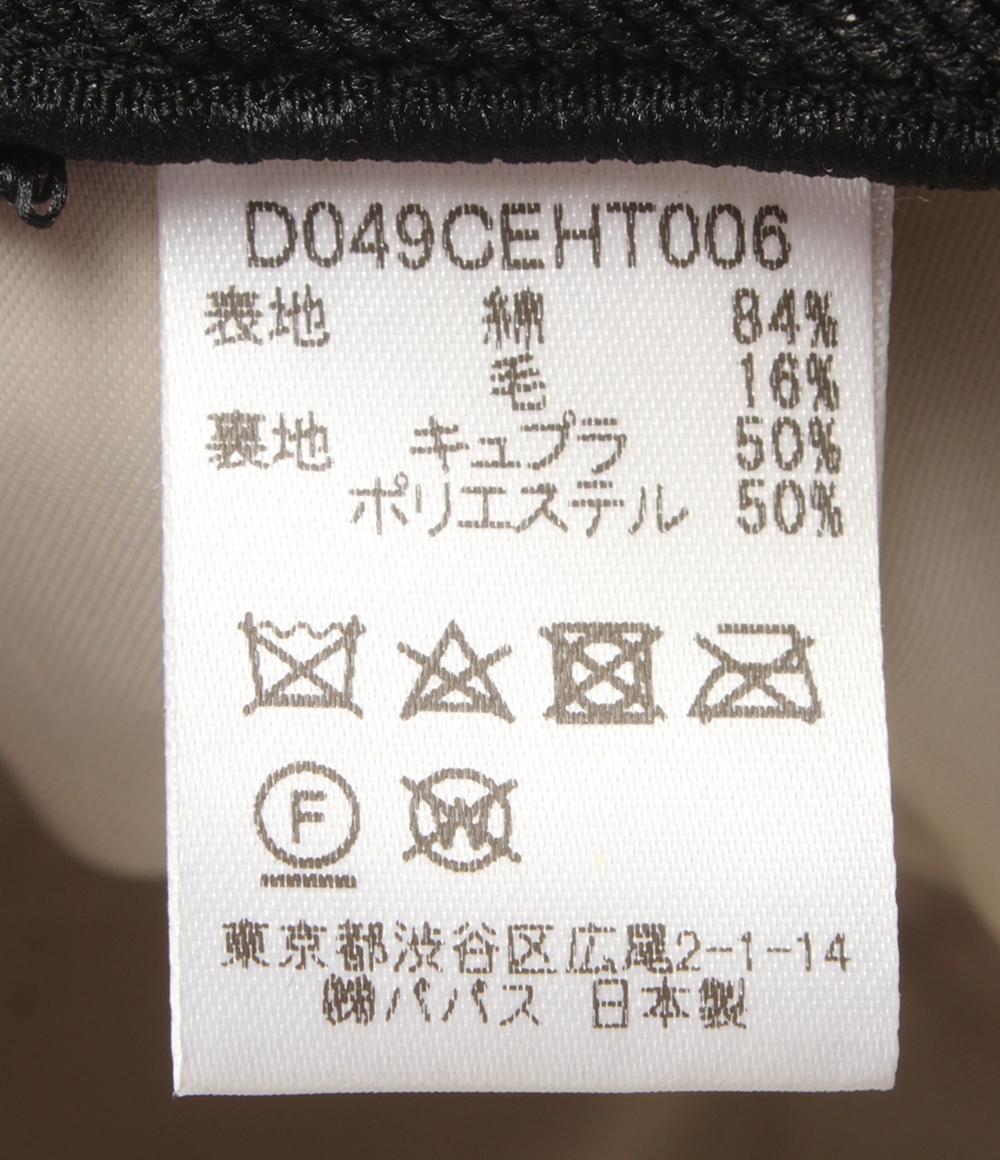 D049CEHT006
表地 綿 84%
毛 16%
裏地 キュプラ 50%
ポリエステル 50%
F W
東京都渋谷区広尾2-1-14
㈱パパス 日本製